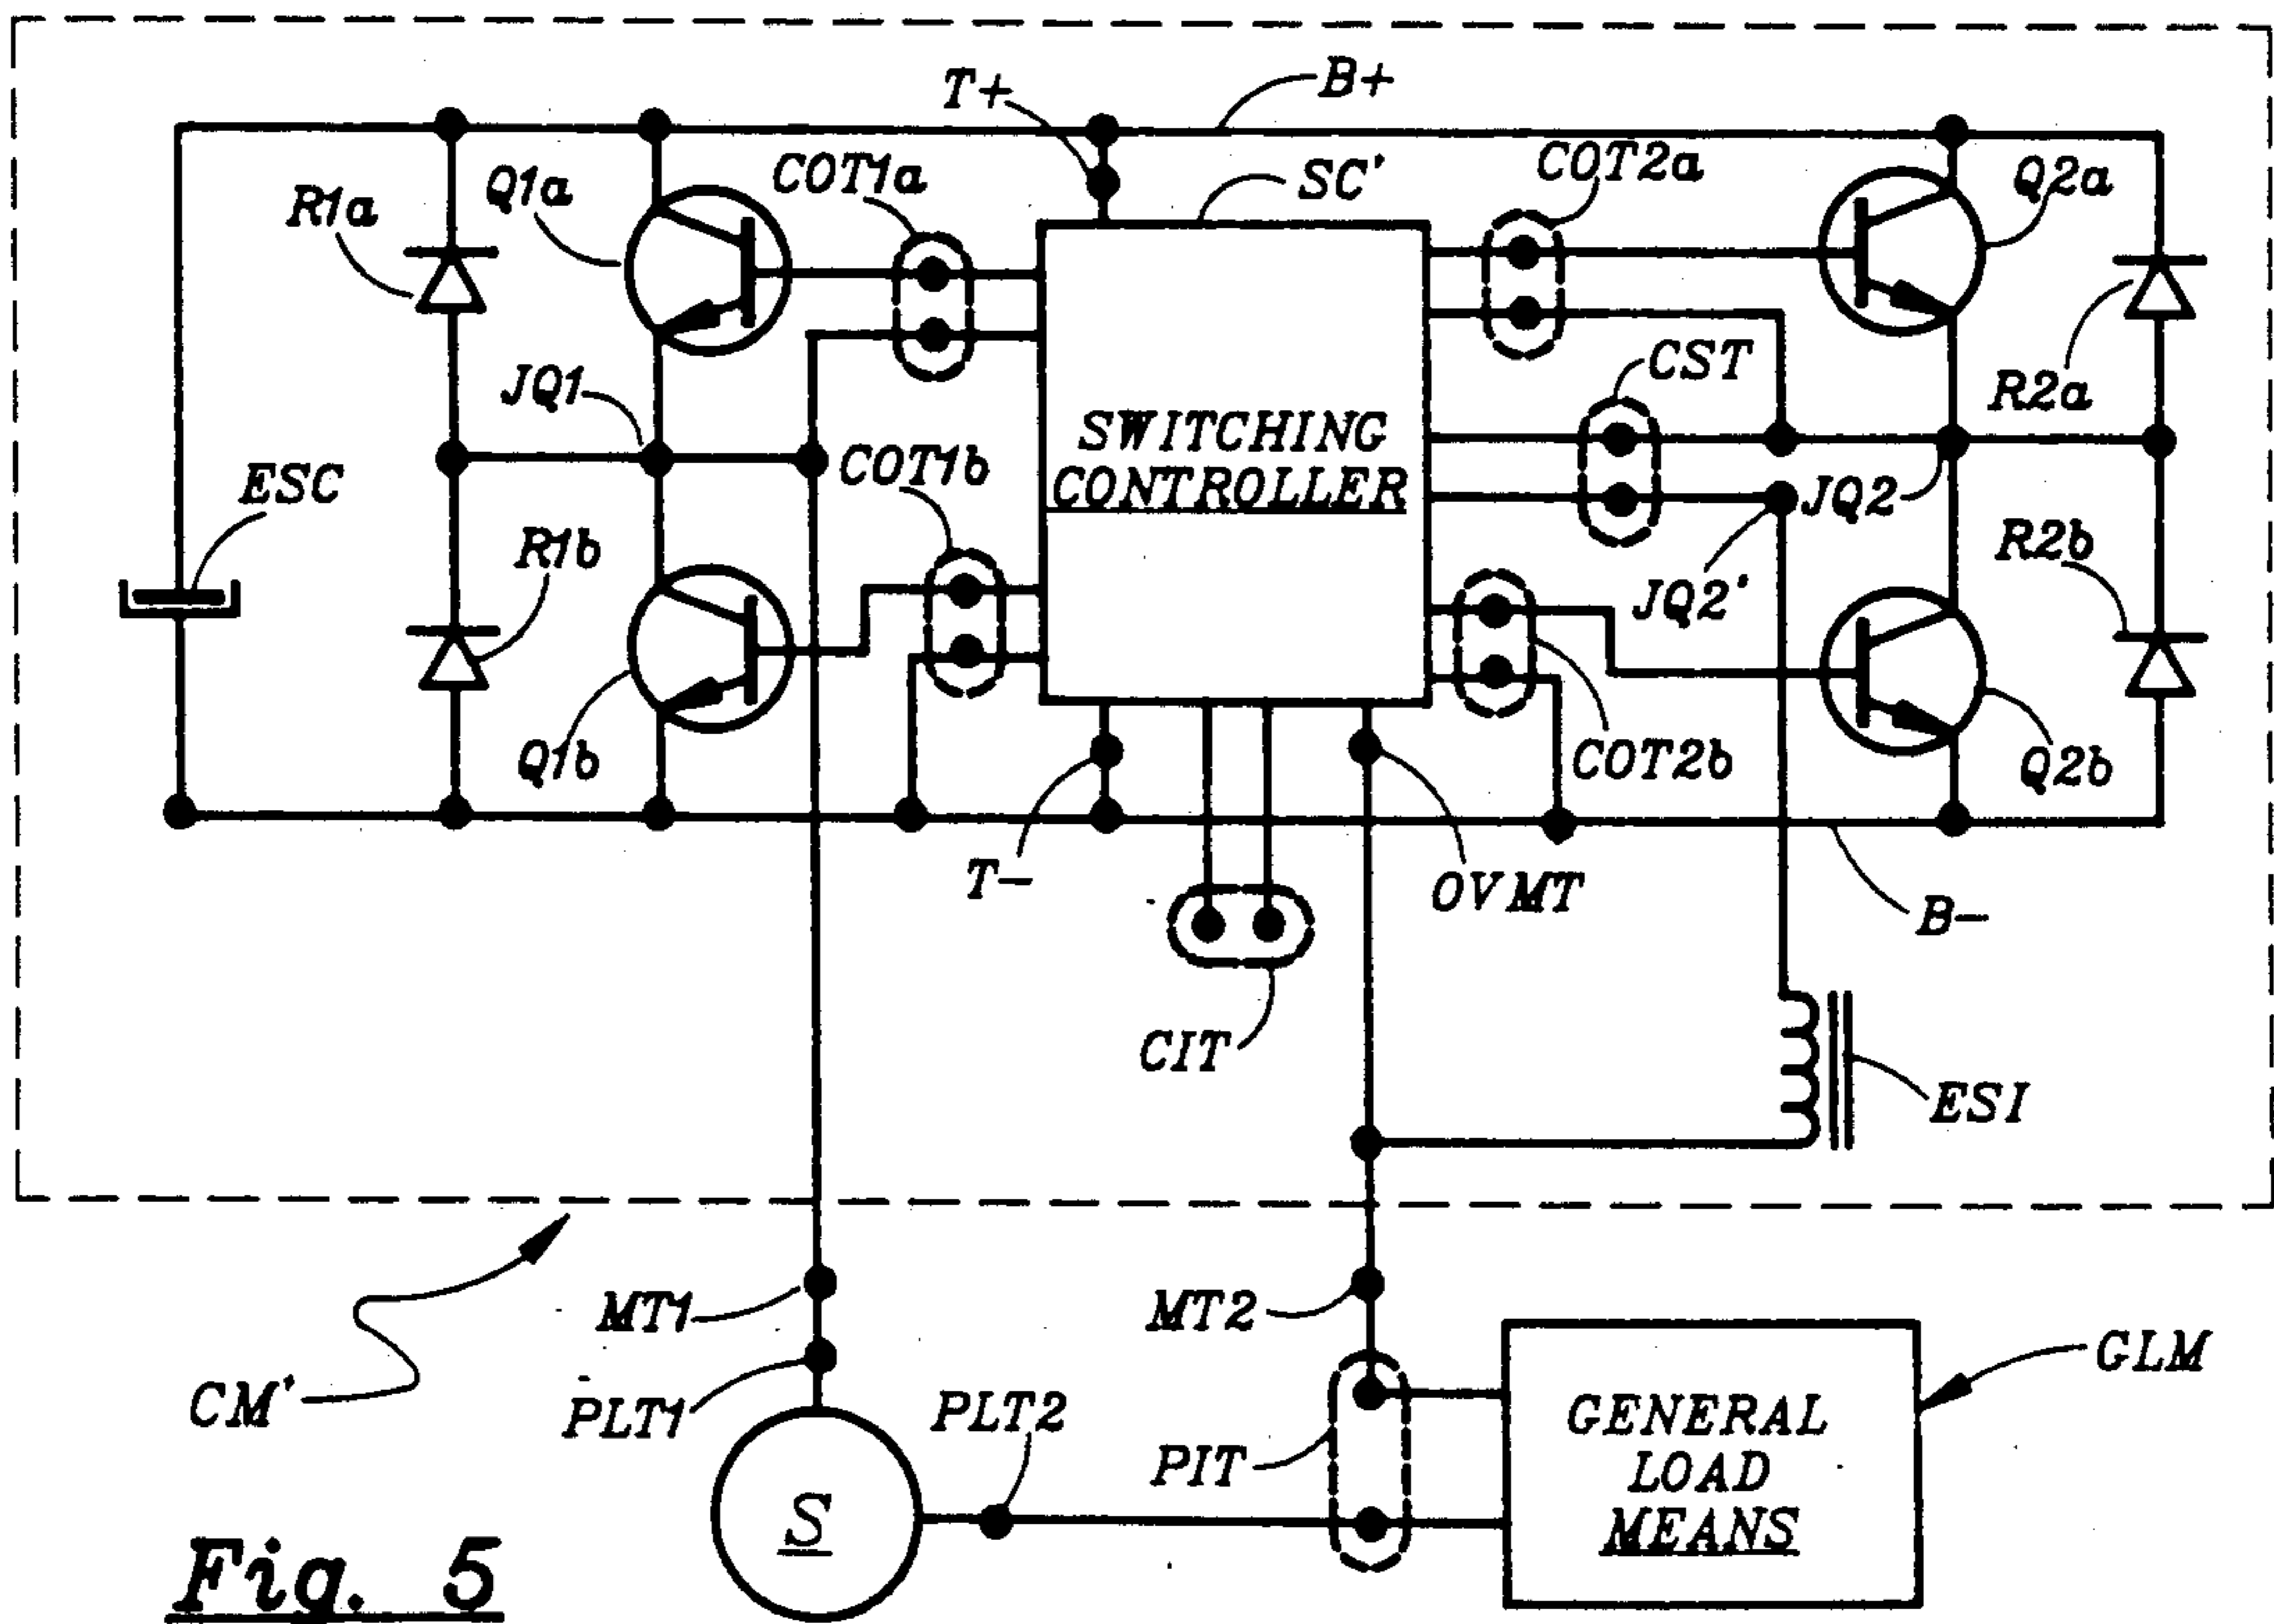 T+
B+
COT1a
SC'
COT2a
Q1a
Q2a
R1a
CST
JQ1
R2a
SWITCHING
CONTROLLER
COT1b
ESC
JQ2
R1b
R2b
JQ2'
Q1b
COT2b
Q2b
T-
OVMT
B-
CIT
ESI
MT1
MT2
GLM
CM'
PLT1
PLT2
PIT
GENERAL
LOAD
MEANS
S
Fig. 5